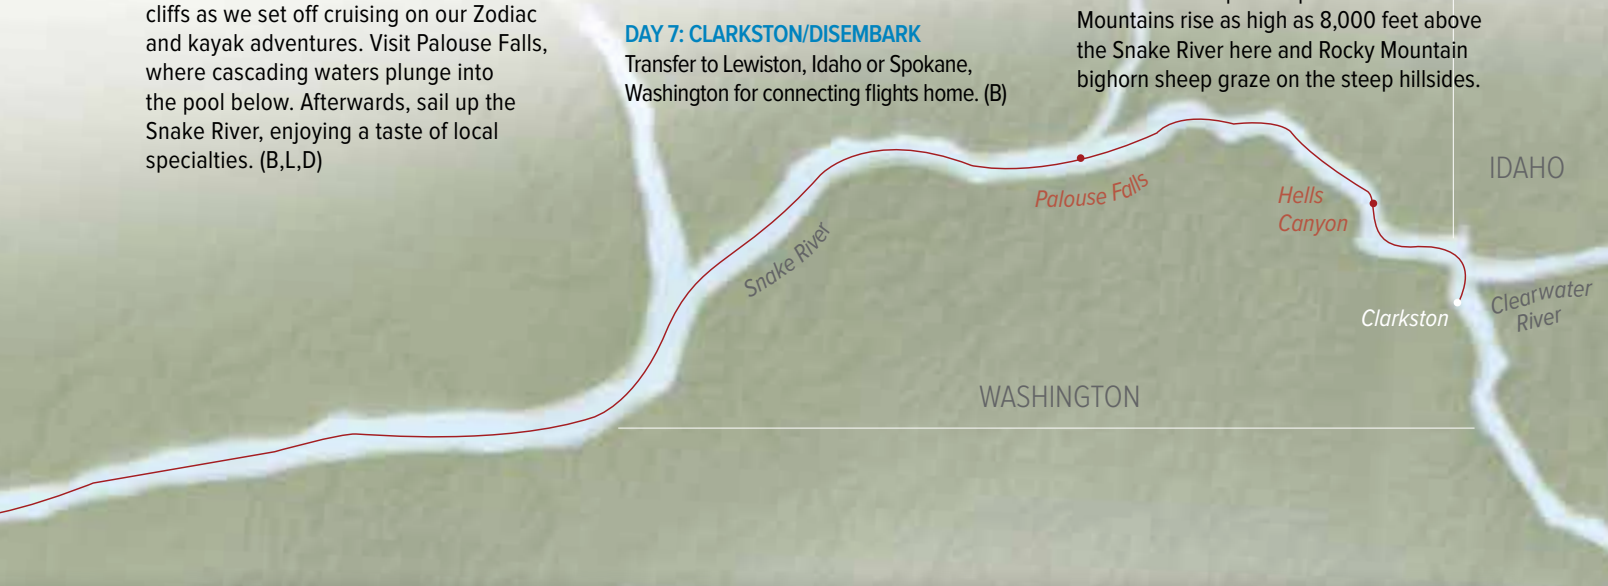 cliffs as we set off cruising on our Zodiac
and kayak adventures. Visit Palouse Falls,
where cascading waters plunge into
the pool below. Afterwards, sail up the
Snake River, enjoying a taste of local
specialties. (B,L,D)
DAY 7: CLARKSTON/DISEMBARK
Transfer to Lewiston, Idaho or Spokane,
Washington for connecting flights home. (B)
Mountains rise as high as 8,000 feet above
the Snake River here and Rocky Mountain
bighorn sheep graze on the steep hillsides.
IDAHO
Palouse Falls
Hells
Canyon
Snake River
Clearwater
River
Clarkston
WASHINGTON